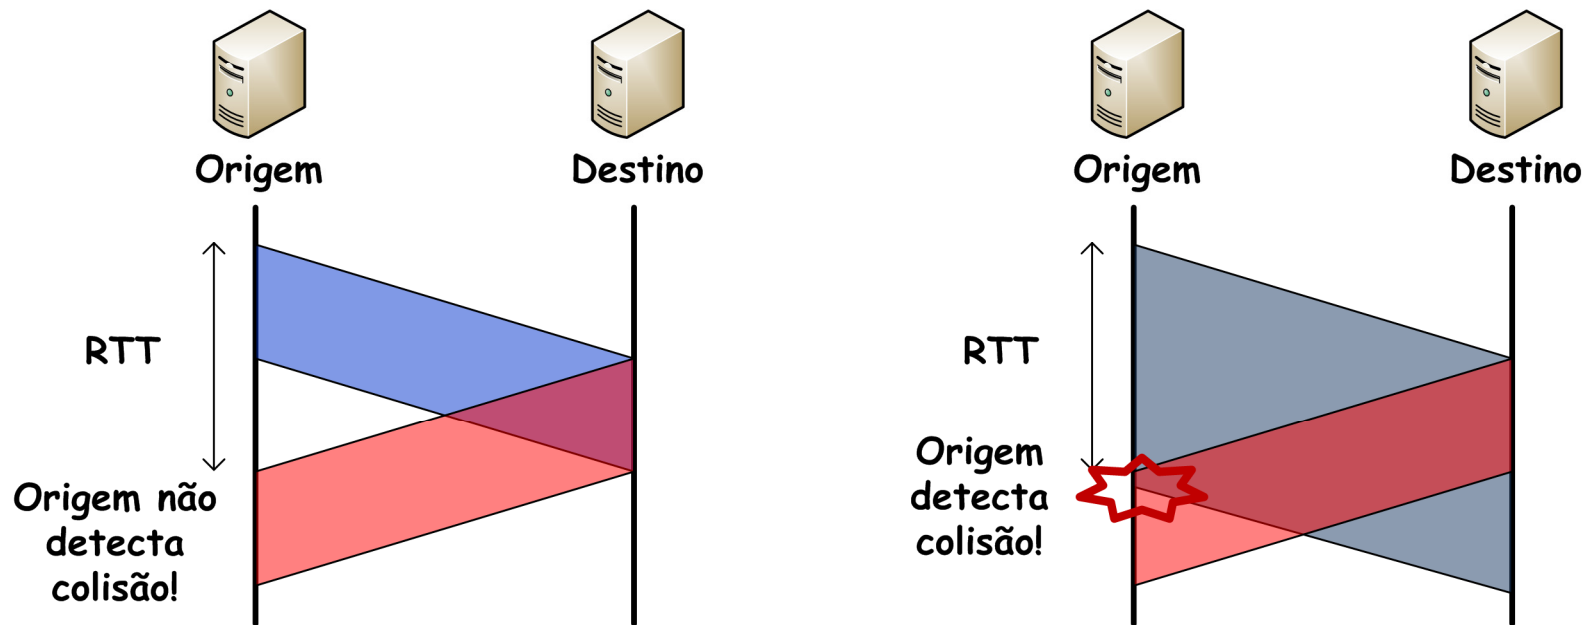 Origem
Destino
RTT
Origem não
detecta
colisão!
Origem
Destino
RTT
Origem
detecta
colisão!